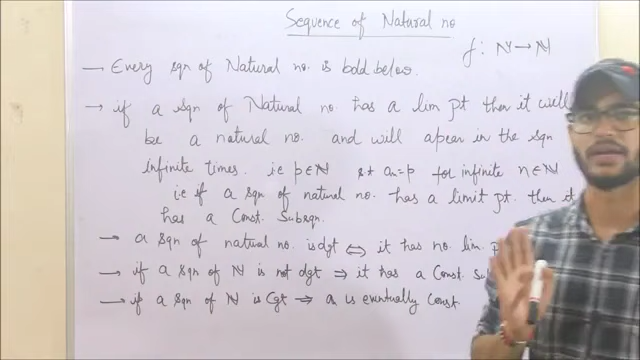 Sequence of Natural no
f: N → N
— Every sqn of Natural no. is bold below.
→ if a sqn of Natural no. has a lim pt then it will
be a natural no. and will apear in the sqn
infinite times. i.e p ∈ N st aₙ = p for infinite n ∈ N
i.e if a sqn of natural no. has a limit pt. then it
has a Const. Subsqn.
→ a sqn of natural no. is dgt ⇔ it has no. lim p
→ if a sqn of N is not dgt ⇒ it has a Const. Su
→ if a sqn of N is Cgt ⇒ aₙ is eventually Const.